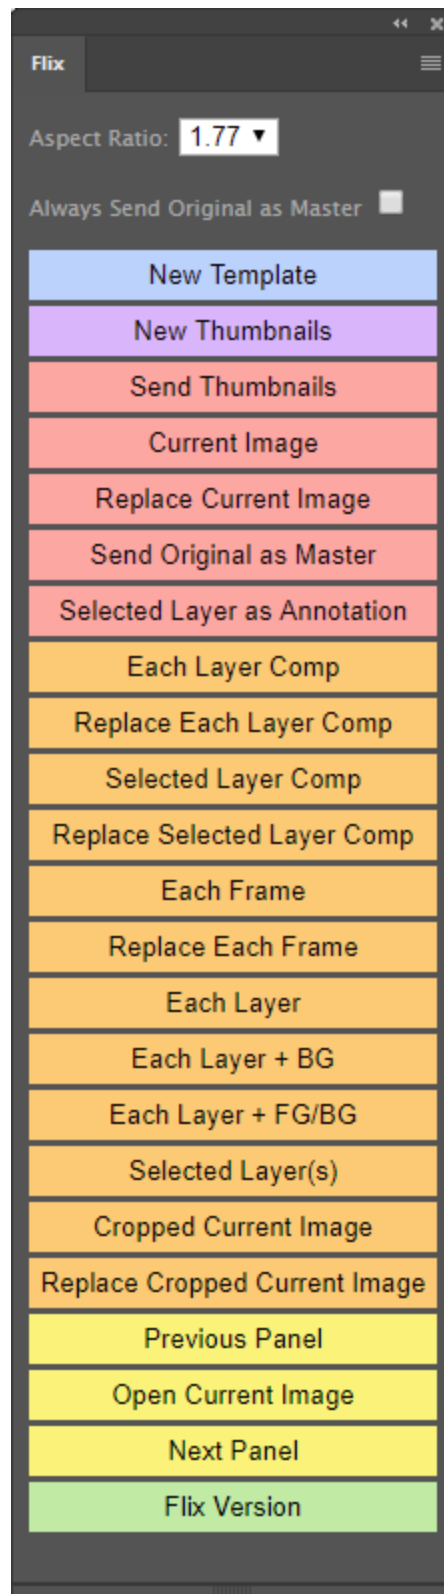 Flix
Aspect Ratio: 1.77
Always Send Original as Master
New Template
New Thumbnails
Send Thumbnails
Current Image
Replace Current Image
Send Original as Master
Selected Layer as Annotation
Each Layer Comp
Replace Each Layer Comp
Selected Layer Comp
Replace Selected Layer Comp
Each Frame
Replace Each Frame
Each Layer
Each Layer + BG
Each Layer + FG/BG
Selected Layer(s)
Cropped Current Image
Replace Cropped Current Image
Previous Panel
Open Current Image
Next Panel
Flix Version